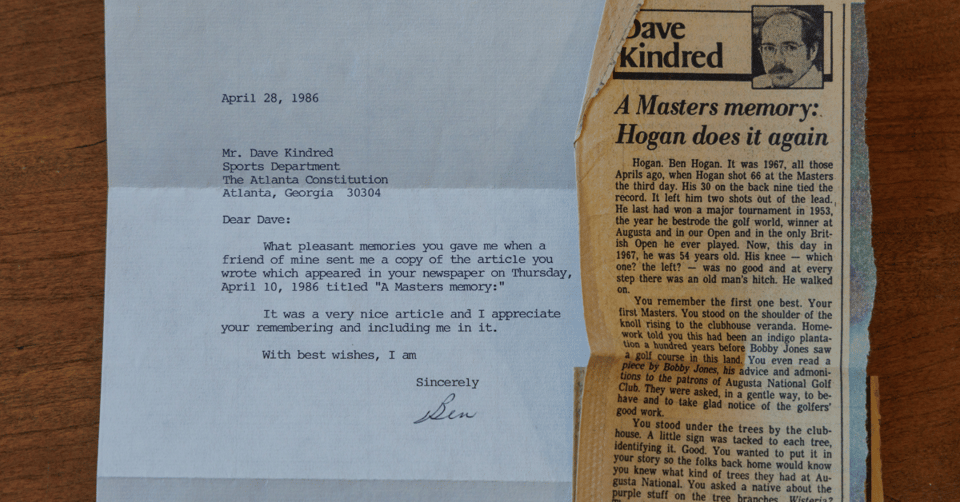 April 28, 1986
Mr. Dave Kindred
Sports Department
The Atlanta Constitution
Atlanta, Georgia 30304
Dear Dave:
What pleasant memories you gave me when a
friend of mine sent me a copy of the article you
wrote which appeared in your newspaper on Thursday,
April 10, 1986 titled "A Masters memory:"
It was a very nice article and I appreciate
your remembering and including me in it.
With best wishes, I am
Sincerely
Ben
Dave
Kindred
A Masters memory:
Hogan does it again
Hogan. Ben Hogan. It was 1967, all those
Aprils ago, when Hogan shot 66 at the Masters
the third day. His 30 on the back nine tied the
record. It left him two shots out of the lead.
He last had won a major tournament in 1953,
the year he bestrode the golf world, winner at
Augusta and in our Open and in the only Brit-
ish Open he ever played. Now, this day in
1967, he was 54 years old. His knee — which
one? the left? — was no good and at every
step there was an old man's hitch. He walked
on.
You remember the first one best. Your
first Masters. You stood on the shoulder of the
knoll rising to the clubhouse veranda. Home-
work told you this had been an indigo planta-
tion a hundred years before Bobby Jones saw
a golf course in this land. You even read a
piece by Bobby Jones, his advice and admoni-
tions to the patrons of Augusta National Golf
Club. They were asked, in a gentle way, to be-
have and to take glad notice of the golfers'
good work.
You stood under the trees by the club-
house. A little sign was tacked to each tree,
identifying it. Good. You wanted to put it in
your story so the folks back home would know
you knew what kind of trees they had at Au-
gusta National. You asked a native about the
purple stuff on the tree branches. Wisteria?